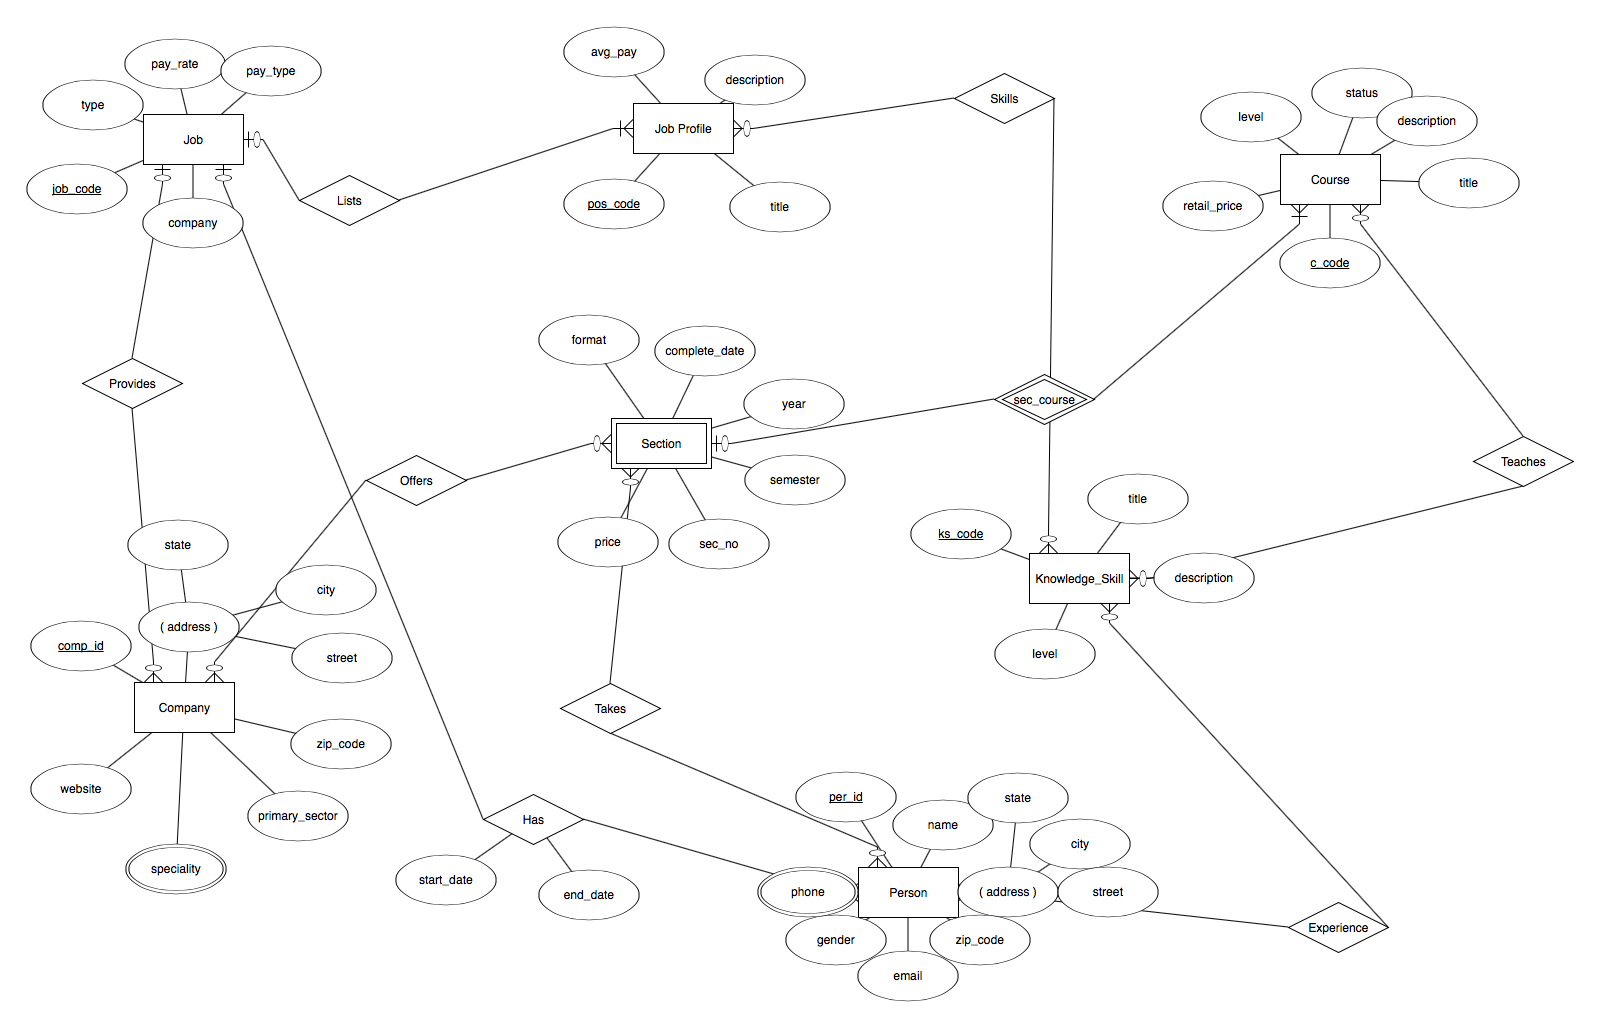 avg_pay
pay_rate
pay_type
description
status
Skills
type
level
description
Job Profile
Job
Course
title
job_code
Lists
pos_code
title
retail_price
company
c_code
format
complete_date
Provides
sec_course
year
Section
Teaches
Offers
semester
title
ks_code
state
price
sec_no
Knowledge_Skill
description
city
( address )
comp_id
street
level
Company
Takes
zip_code
website
per_id
state
primary_sector
Has
name
city
speciality
start_date
end_date
phone
Person
( address )
street
Experience
gender
zip_code
email